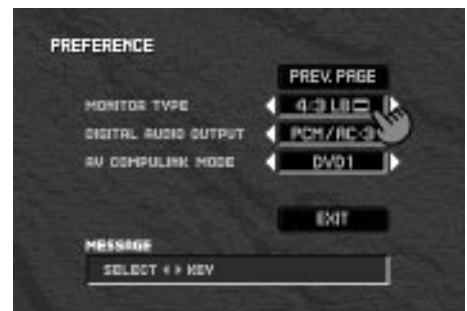 PREFERENCE
PREV. PAGE
MONITOR TYPE 4:3 LB
DIGITAL AUDIO OUTPUT PCM/AC-3
AV COMPULINK MODE DVD1
EXIT
MESSAGE
SELECT ◁ ▷ KEY